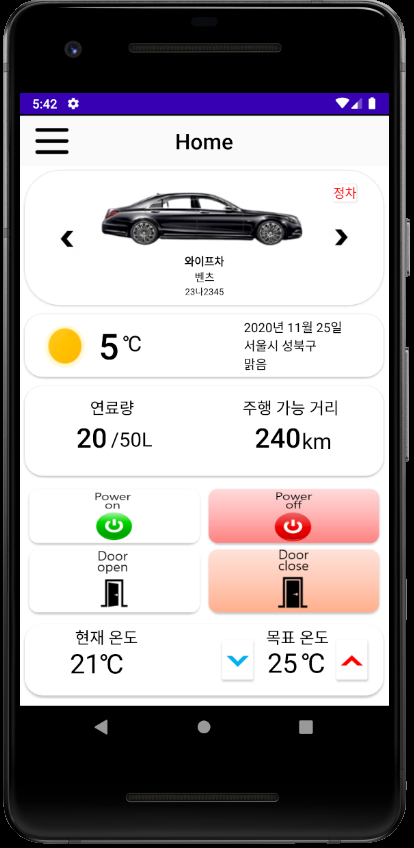 5:42
Home
정차
와이프차
벤츠
23나2345
5℃
2020년 11월 25일
서울시 성북구
맑음
연료량
주행 가능 거리
20 /50L
240km
Power
on
Power
off
Door
open
Door
close
현재 온도
목표 온도
21℃
25℃